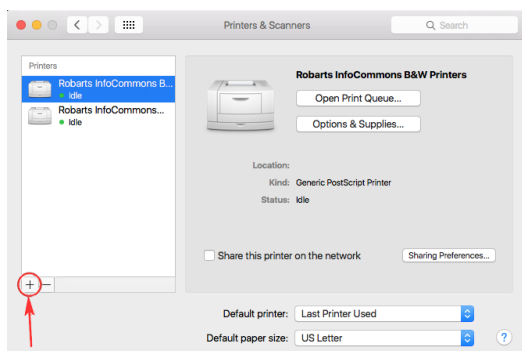 Printers & Scanners
Search
Printers
Robarts InfoCommons B...
Idle
Robarts InfoCommons...
Idle
Robarts InfoCommons B&W Printers
Open Print Queue...
Options & Supplies...
Location:
Kind: Generic PostScript Printer
Status: Idle
Share this printer on the network
Sharing Preferences...
+ −
Default printer: Last Printer Used
Default paper size: US Letter
?